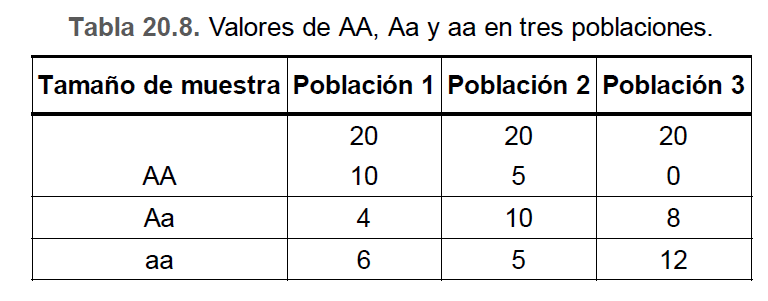 Tabla 20.8. Valores de AA, Aa y aa en tres poblaciones.
Tamaño de muestra Población 1 Población 2 Población 3
20 20 20
AA 10 5 0
Aa 4 10 8
aa 6 5 12